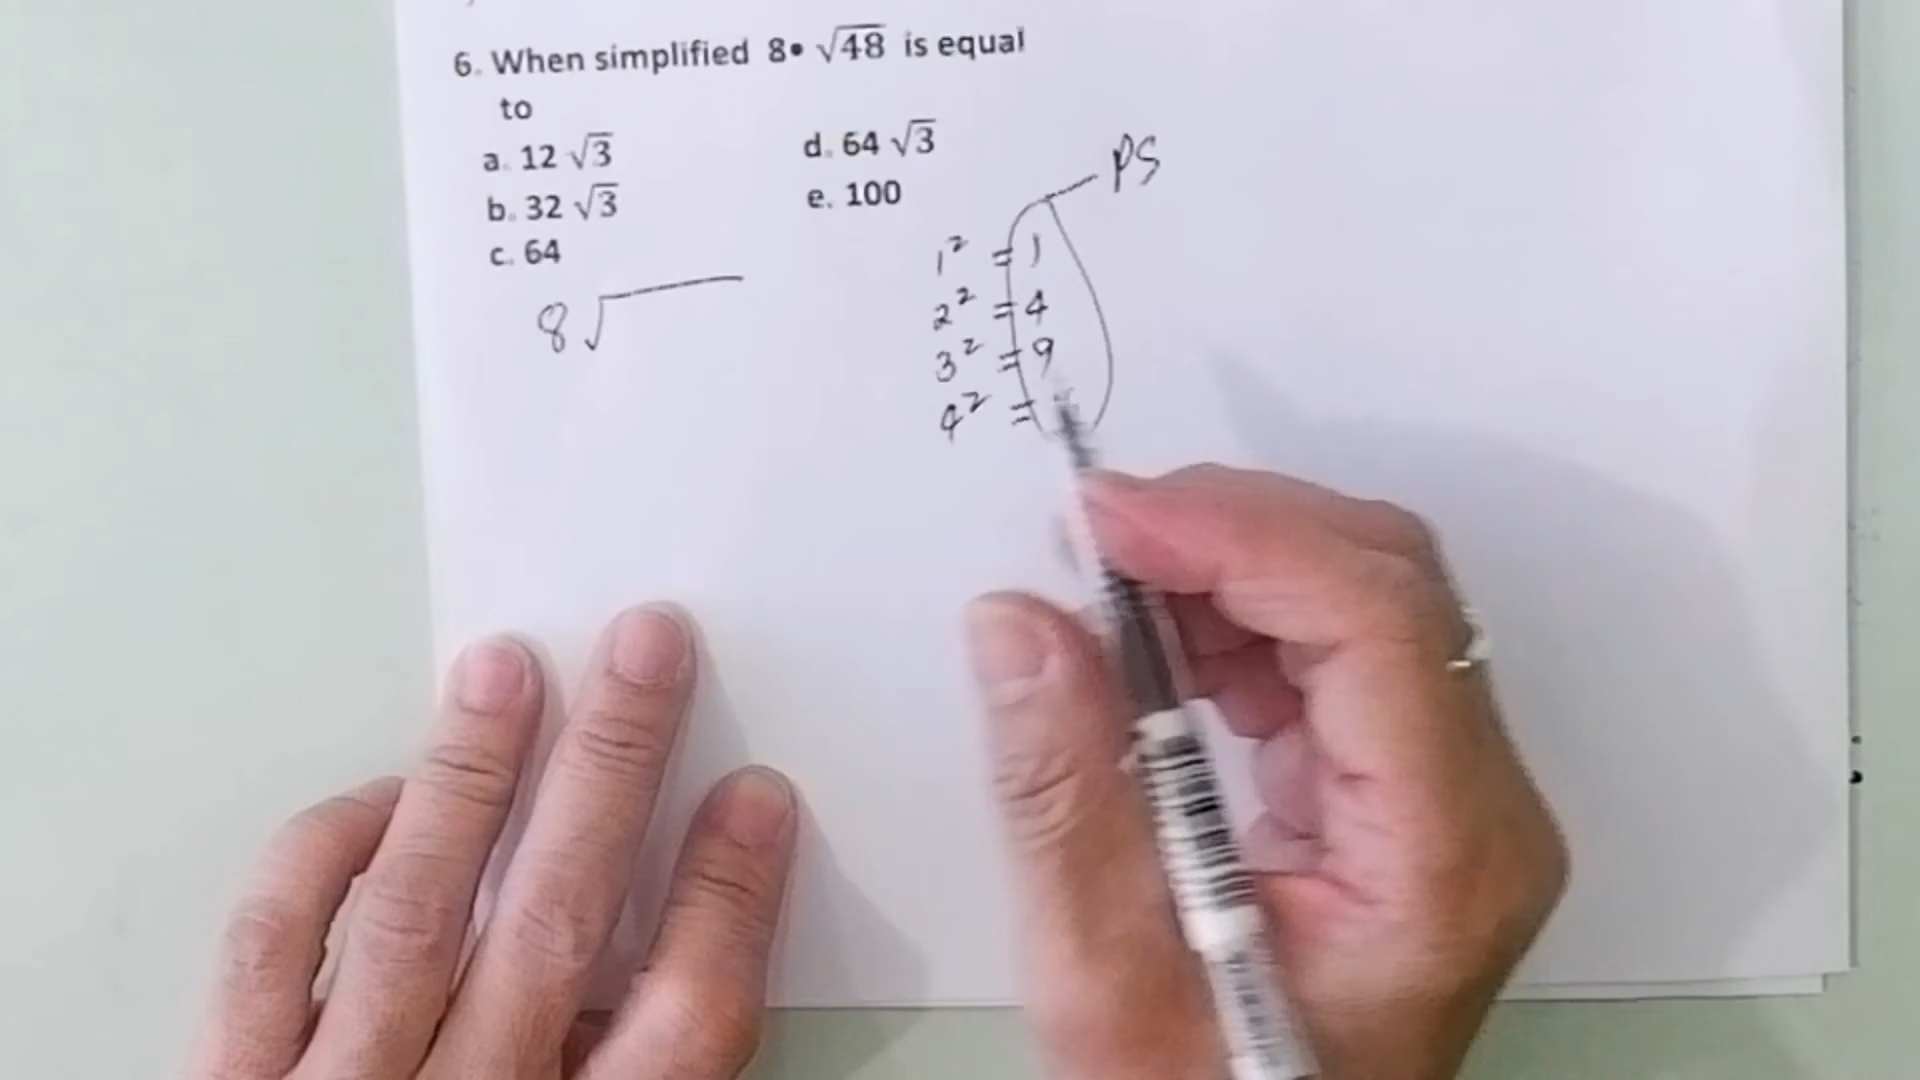 6. When simplified 8• √48 is equal
to
a. 12 √3
b. 32 √3
c. 64
d. 64 √3
e. 100
PS
1² = 1
2² = 4
3² = 9
4² =
8√